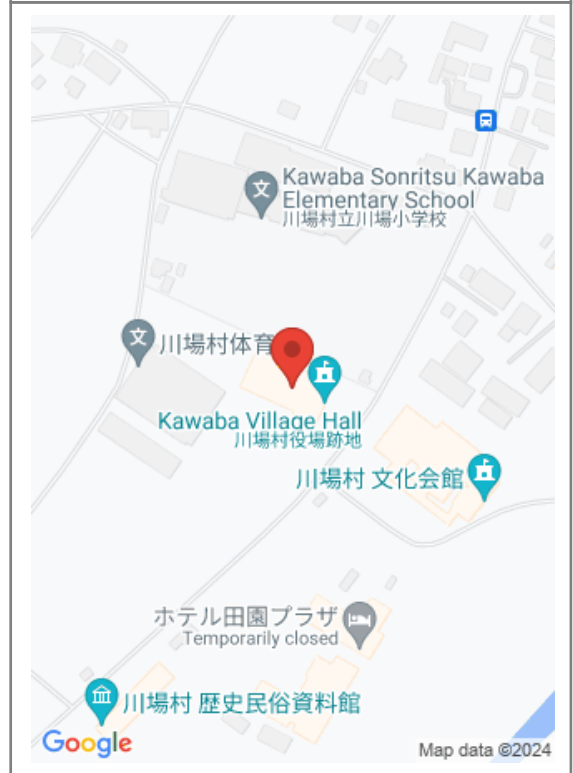 Kawaba Sonritsu Kawaba
Elementary School
川場村立川場小学校
文
文
川場村体育
Kawaba Village Hall
川場村役場跡地
川場村 文化会館
ホテル田園プラザ
Temporarily closed
川場村 歴史民俗資料館
Google
Map data ©2024